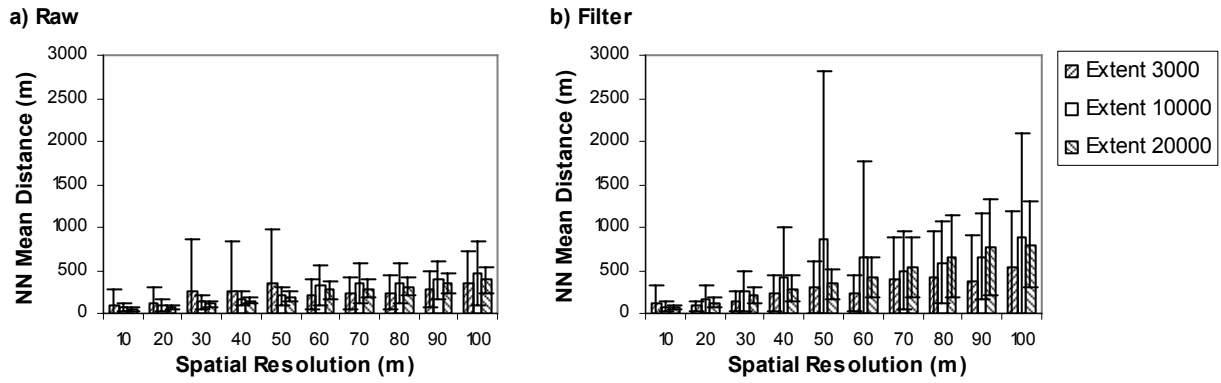 a) Raw
NN Mean Distance (m)
3000
2500
2000
1500
1000
500
0
10 20 30 40 50 60 70 80 90 100
Spatial Resolution (m)
b) Filter
NN Mean Distance (m)
3000
2500
2000
1500
1000
500
0
10 20 30 40 50 60 70 80 90 100
Spatial Resolution (m)
Extent 3000
Extent 10000
Extent 20000